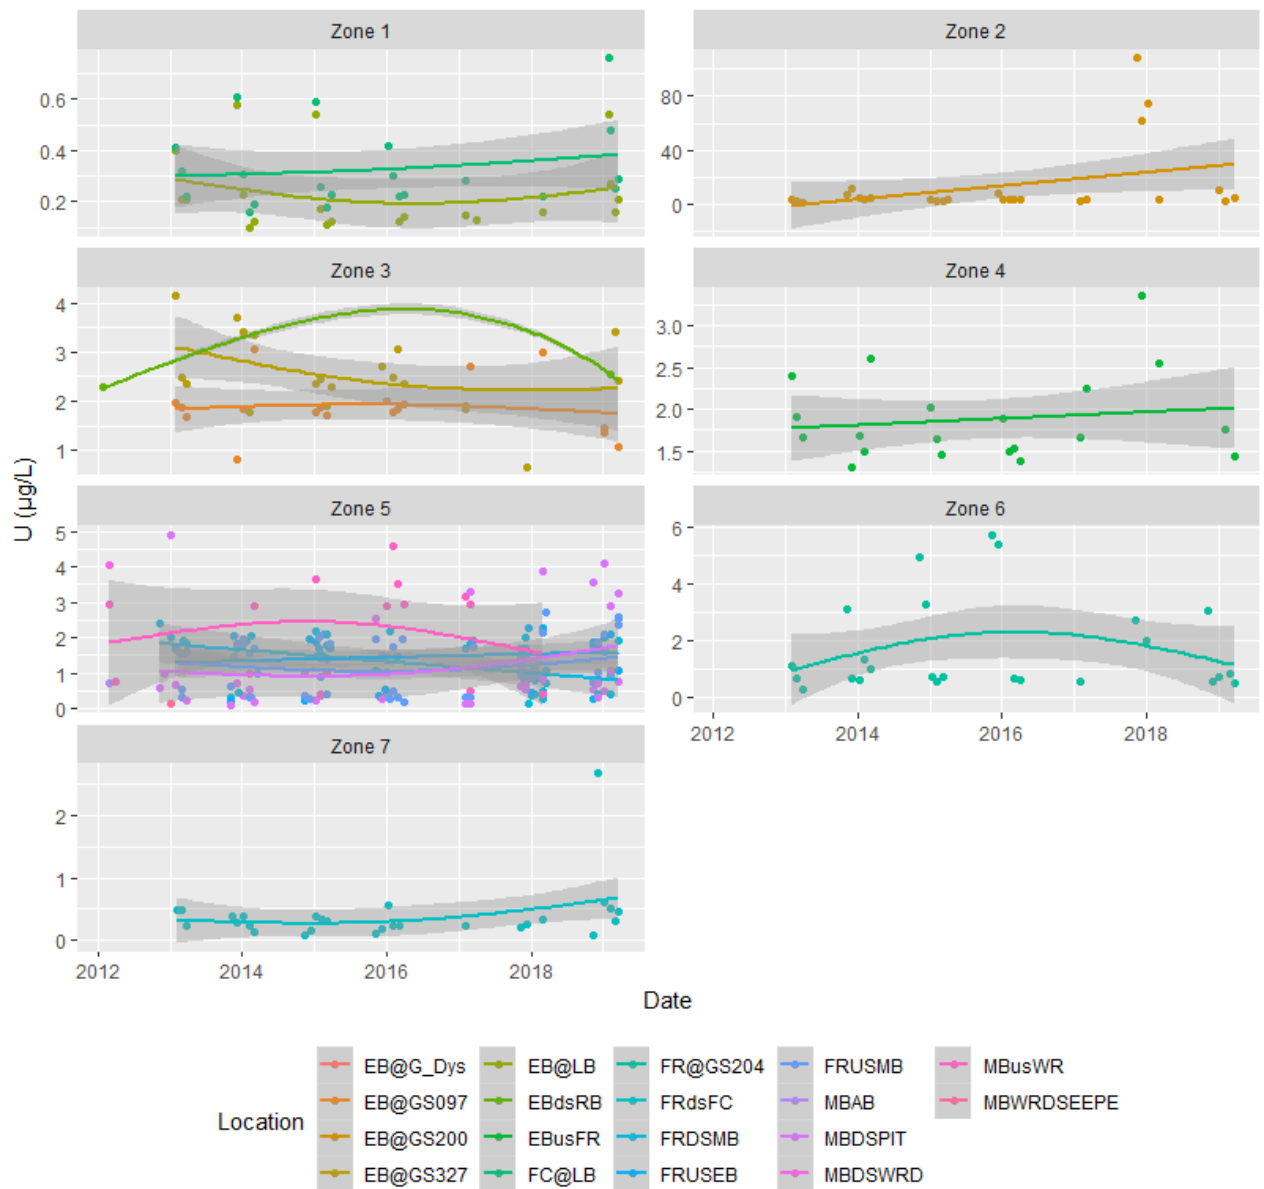 Zone 1
Zone 2
0.6
0.4
0.2
80
40
0
Zone 3
Zone 4
4
3
2
1
3.0
2.5
2.0
1.5
U (µg/L)
Zone 5
Zone 6
5
4
3
2
1
0
6
4
2
0
2012 2014 2016 2018
Zone 7
2
1
0
2012 2014 2016 2018
Date
Location
EB@G_Dys EB@LB FR@GS204 FRUSMB MBusWR
EB@GS097 EBdsRB FRdsFC MBAB MBWRDSEEPE
EB@GS200 EBusFR FRDSMB MBDSPIT
EB@GS327 FC@LB FRUSEB MBDSWRD